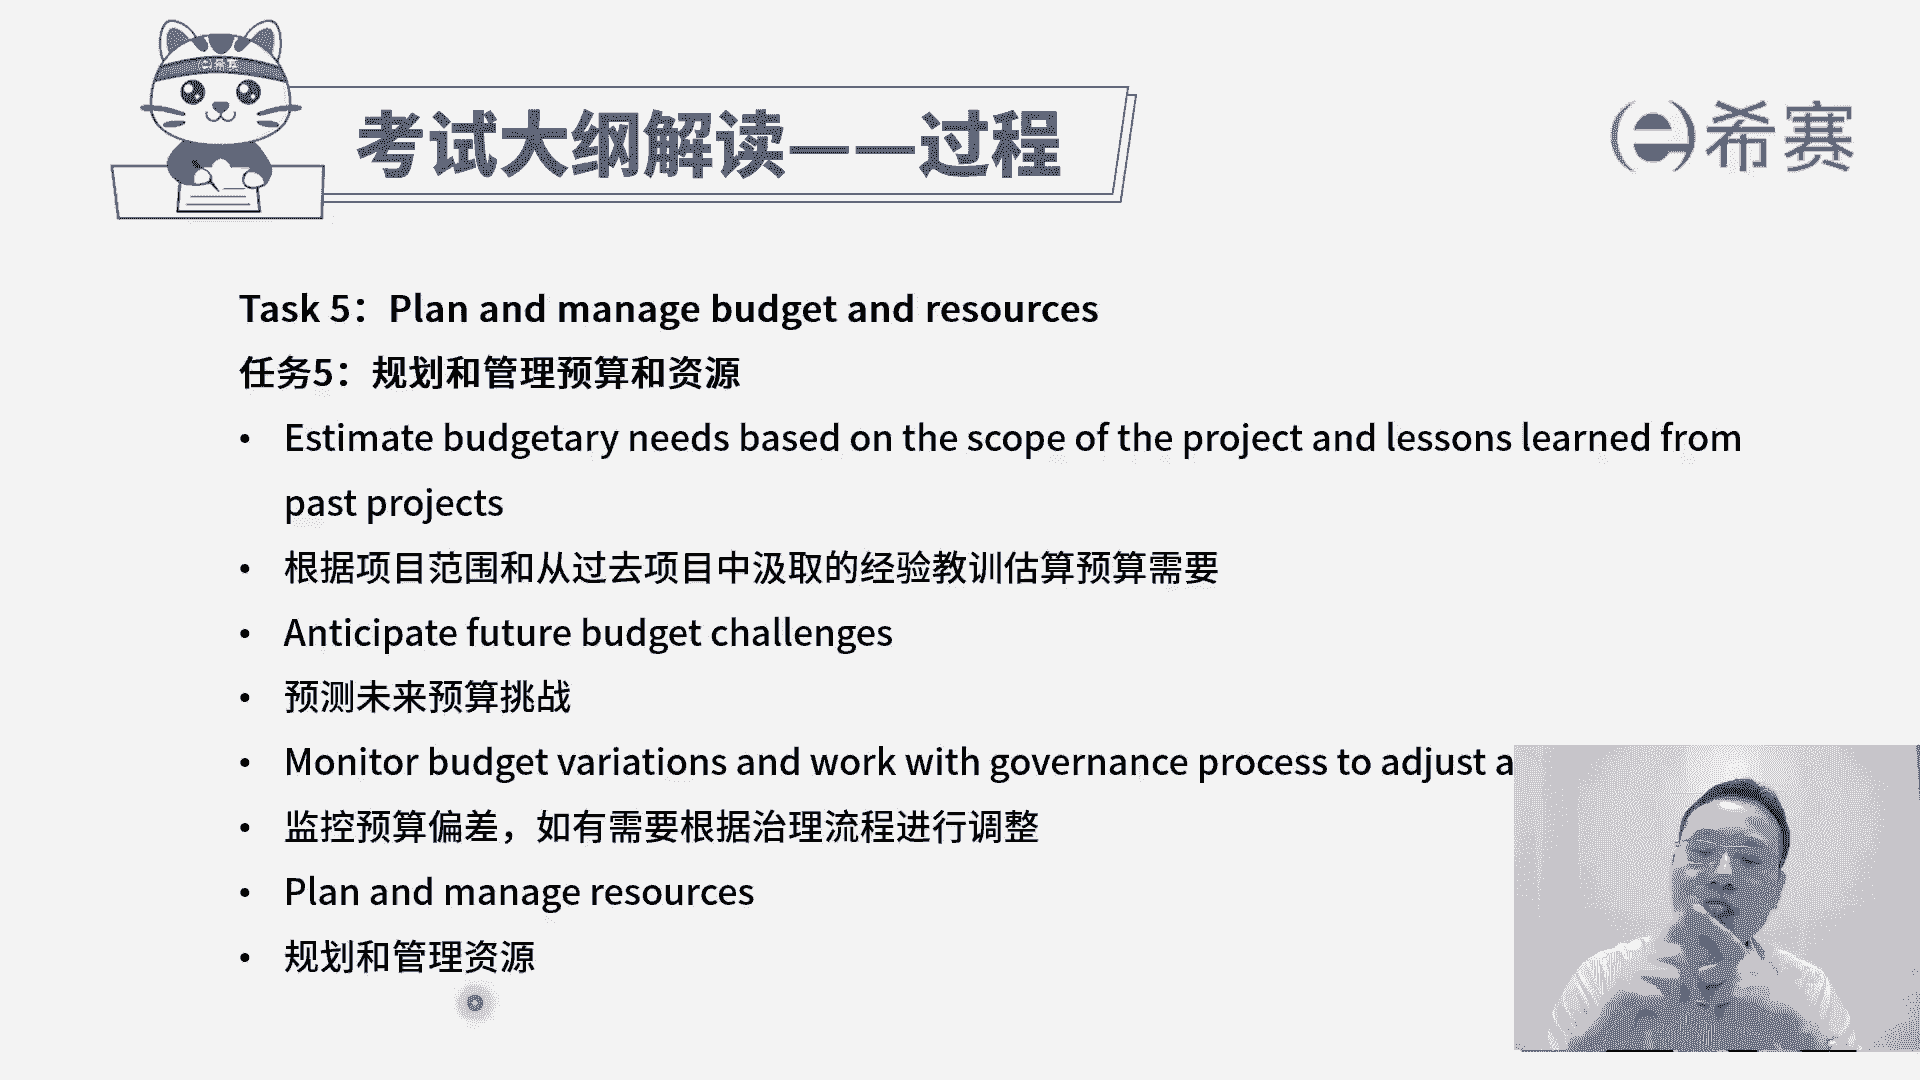 希赛
考试大纲解读——过程
希赛
Task 5：Plan and manage budget and resources
任务5：规划和管理预算和资源
• Estimate budgetary needs based on the scope of the project and lessons learned from
past projects
• 根据项目范围和从过去项目中汲取的经验教训估算预算需要
• Anticipate future budget challenges
• 预测未来预算挑战
• Monitor budget variations and work with governance process to adjust a
• 监控预算偏差，如有需要根据治理流程进行调整
• Plan and manage resources
• 规划和管理资源